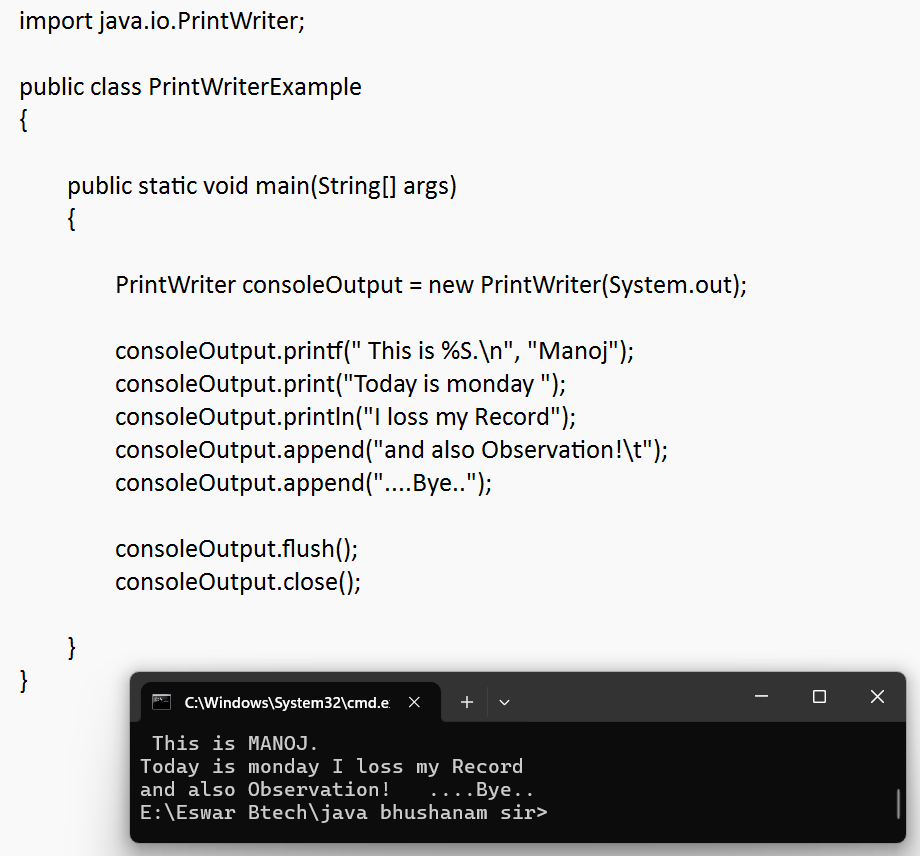 import java.io.PrintWriter;
public class PrintWriterExample
{
public static void main(String[] args)
{
PrintWriter consoleOutput = new PrintWriter(System.out);
consoleOutput.printf(" This is %S.\n", "Manoj");
consoleOutput.print("Today is monday ");
consoleOutput.println("I loss my Record");
consoleOutput.append("and also Observation!\t");
consoleOutput.append("....Bye..");
consoleOutput.flush();
consoleOutput.close();
}
}
C:\Windows\System32\cmd.e
This is MANOJ.
Today is monday I loss my Record
and also Observation!   ....Bye..
E:\Eswar Btech\java bhushanam sir>